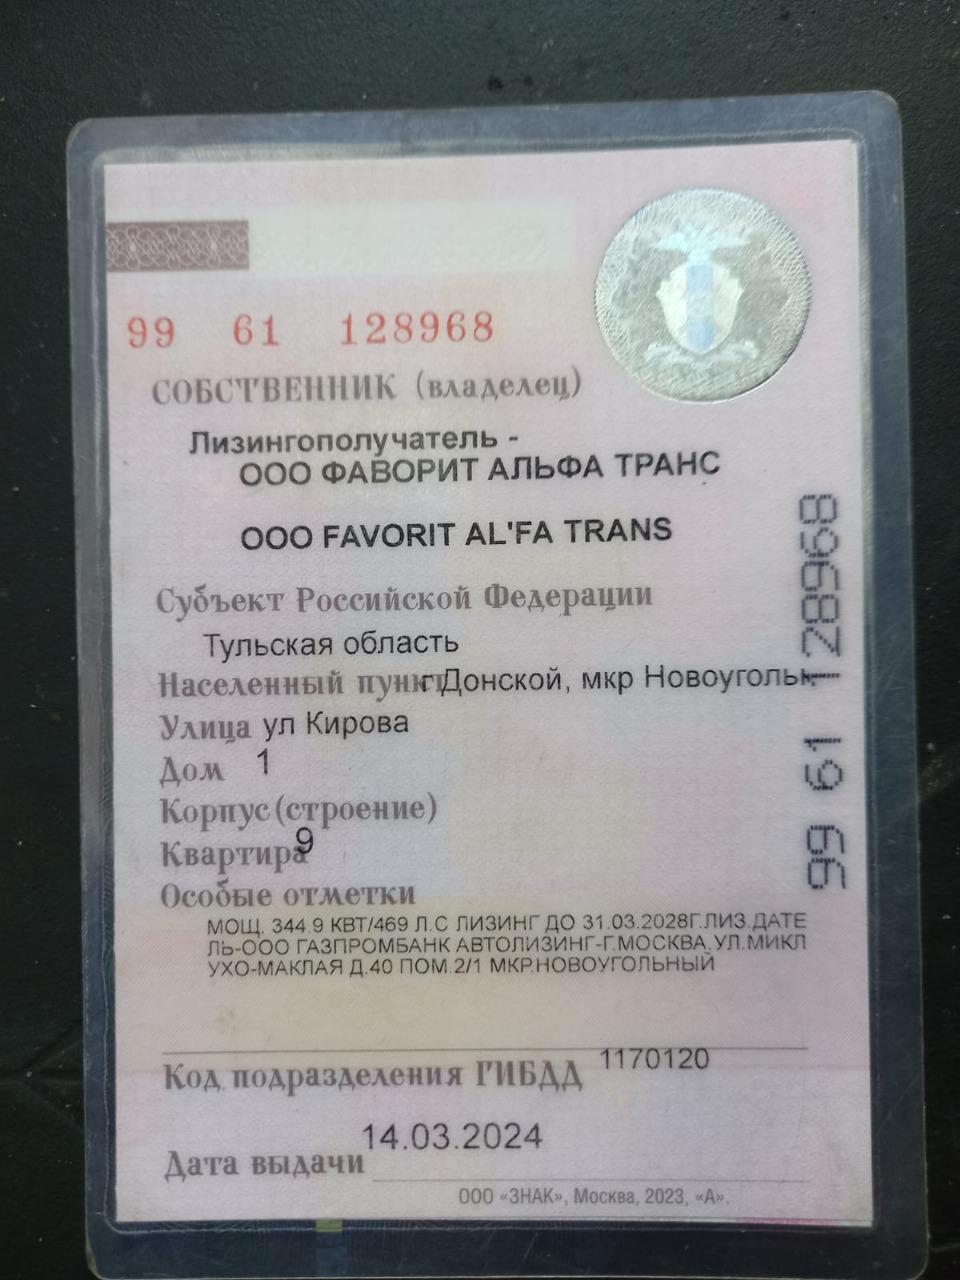 99 61 128968
СОБСТВЕННИК (владелец)
Лизингополучатель -
ООО ФАВОРИТ АЛЬФА ТРАНС
ООО FAVORIT AL'FA TRANS
Субъект Российской Федерации
Тульская область
Населенный пункт г Донской, мкр Новоуголь
Улица ул Кирова
Дом 1
Корпус (строение)
Квартира 9
Особые отметки
МОЩ. 344.9 КВТ/469 Л.С ЛИЗИНГ ДО 31.03.2028Г.ЛИЗ.ДАТЕ
ЛЬ-ООО ГАЗПРОМБАНК АВТОЛИЗИНГ-Г.МОСКВА.УЛ.МИКЛ
УХО-МАКЛАЯ Д.40 ПОМ.2/1 МКР.НОВОУГОЛЬНЫЙ
Код подразделения ГИБДД 1170120
Дата выдачи 14.03.2024
ООО «ЗНАК», Москва, 2023, «А».
99 61 128968